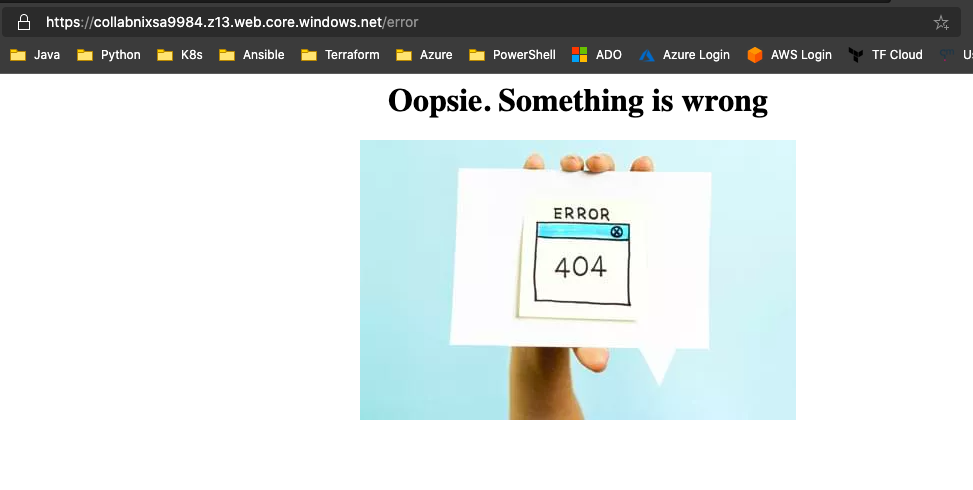 https://collabnixsa9984.z13.web.core.windows.net/error
Java Python K8s Ansible Terraform Azure PowerShell ADO Azure Login AWS Login TF Cloud
Oopsie. Something is wrong
ERROR
404